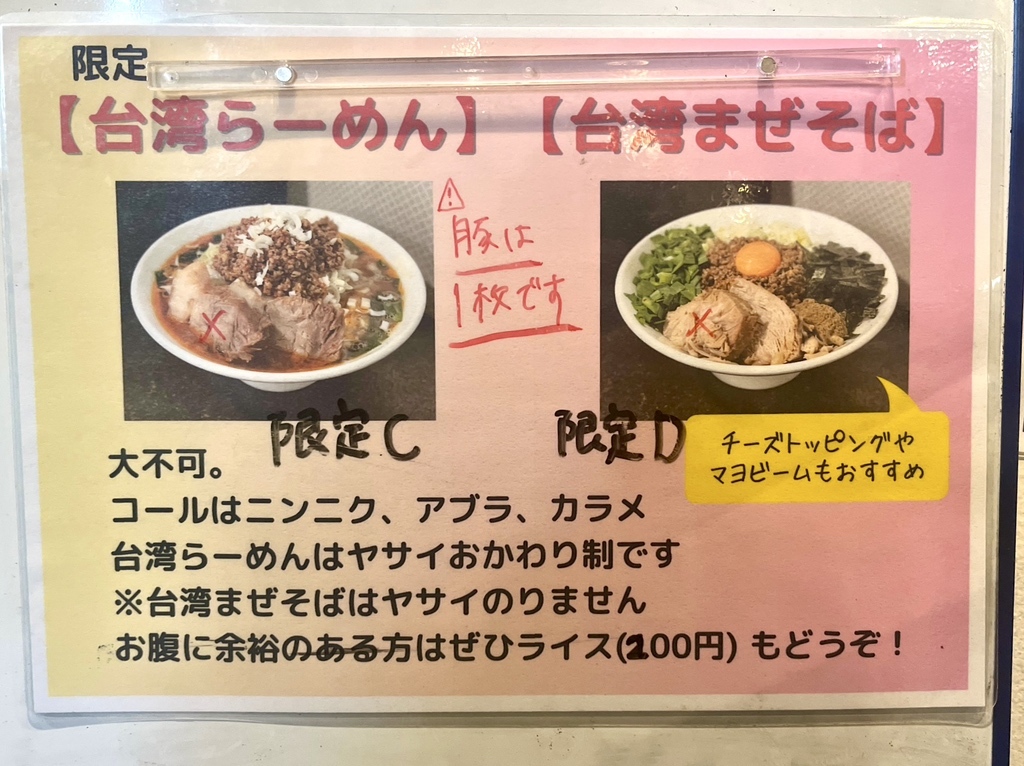 限定
【台湾らーめん】【台湾まぜそば】
⚠
豚は
1枚です
X
X
限定C
限定D
チーズトッピングや
マヨビームもおすすめ
大不可。
コールはニンニク、アブラ、カラメ
台湾らーめんはヤサイおかわり制です
※台湾まぜそばはヤサイのりません
お腹に余裕のある方はぜひライス(200円) もどうぞ!